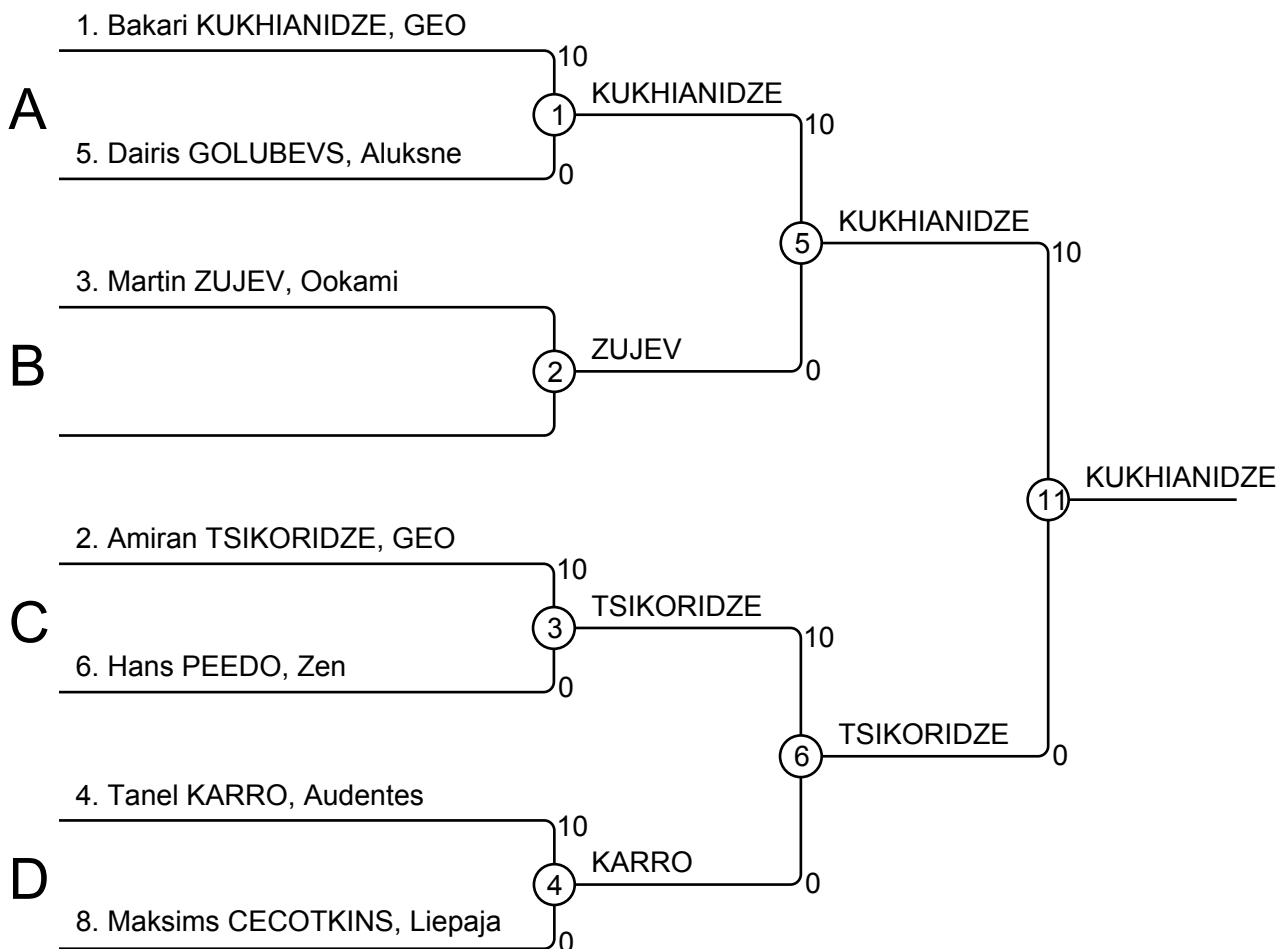 1. Bakari KUKHIANIDZE, GEO
10
A
1
KUKHIANIDZE
10
5. Dairis GOLUBEVS, Aluksne
0
5
KUKHIANIDZE
10
3. Martin ZUJEV, Ookami
B
2
ZUJEV
0
11
KUKHIANIDZE
2. Amiran TSIKORIDZE, GEO
10
C
3
TSIKORIDZE
10
6. Hans PEEDO, Zen
0
6
TSIKORIDZE
0
4. Tanel KARRO, Audentes
10
D
4
KARRO
0
8. Maksims CECOTKINS, Liepaja
0